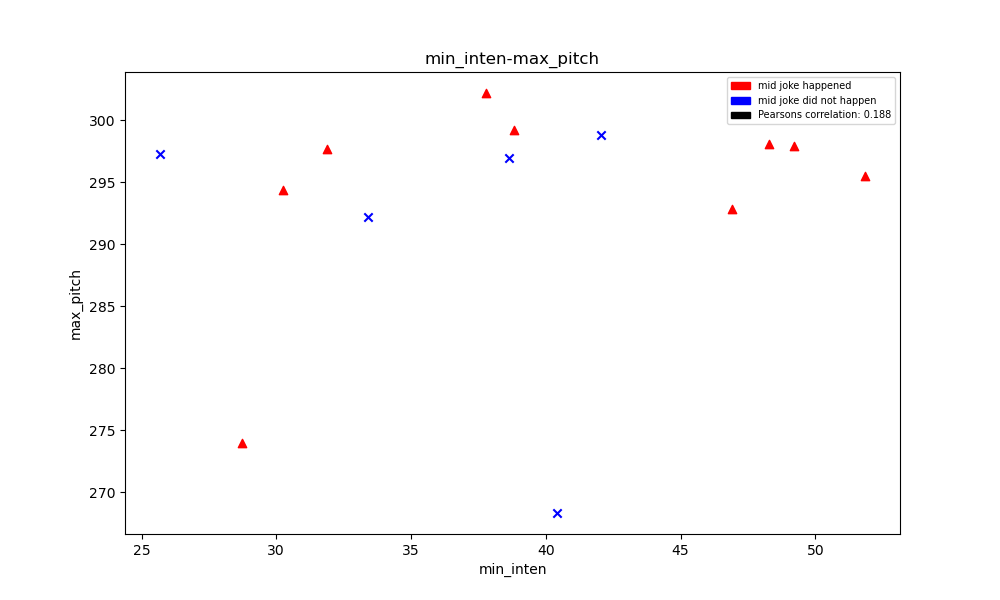 min_inten-max_pitch
mid joke happened
mid joke did not happen
Pearsons correlation: 0.188
max_pitch
300
295
290
285
280
275
270
25 30 35 40 45 50
min_inten